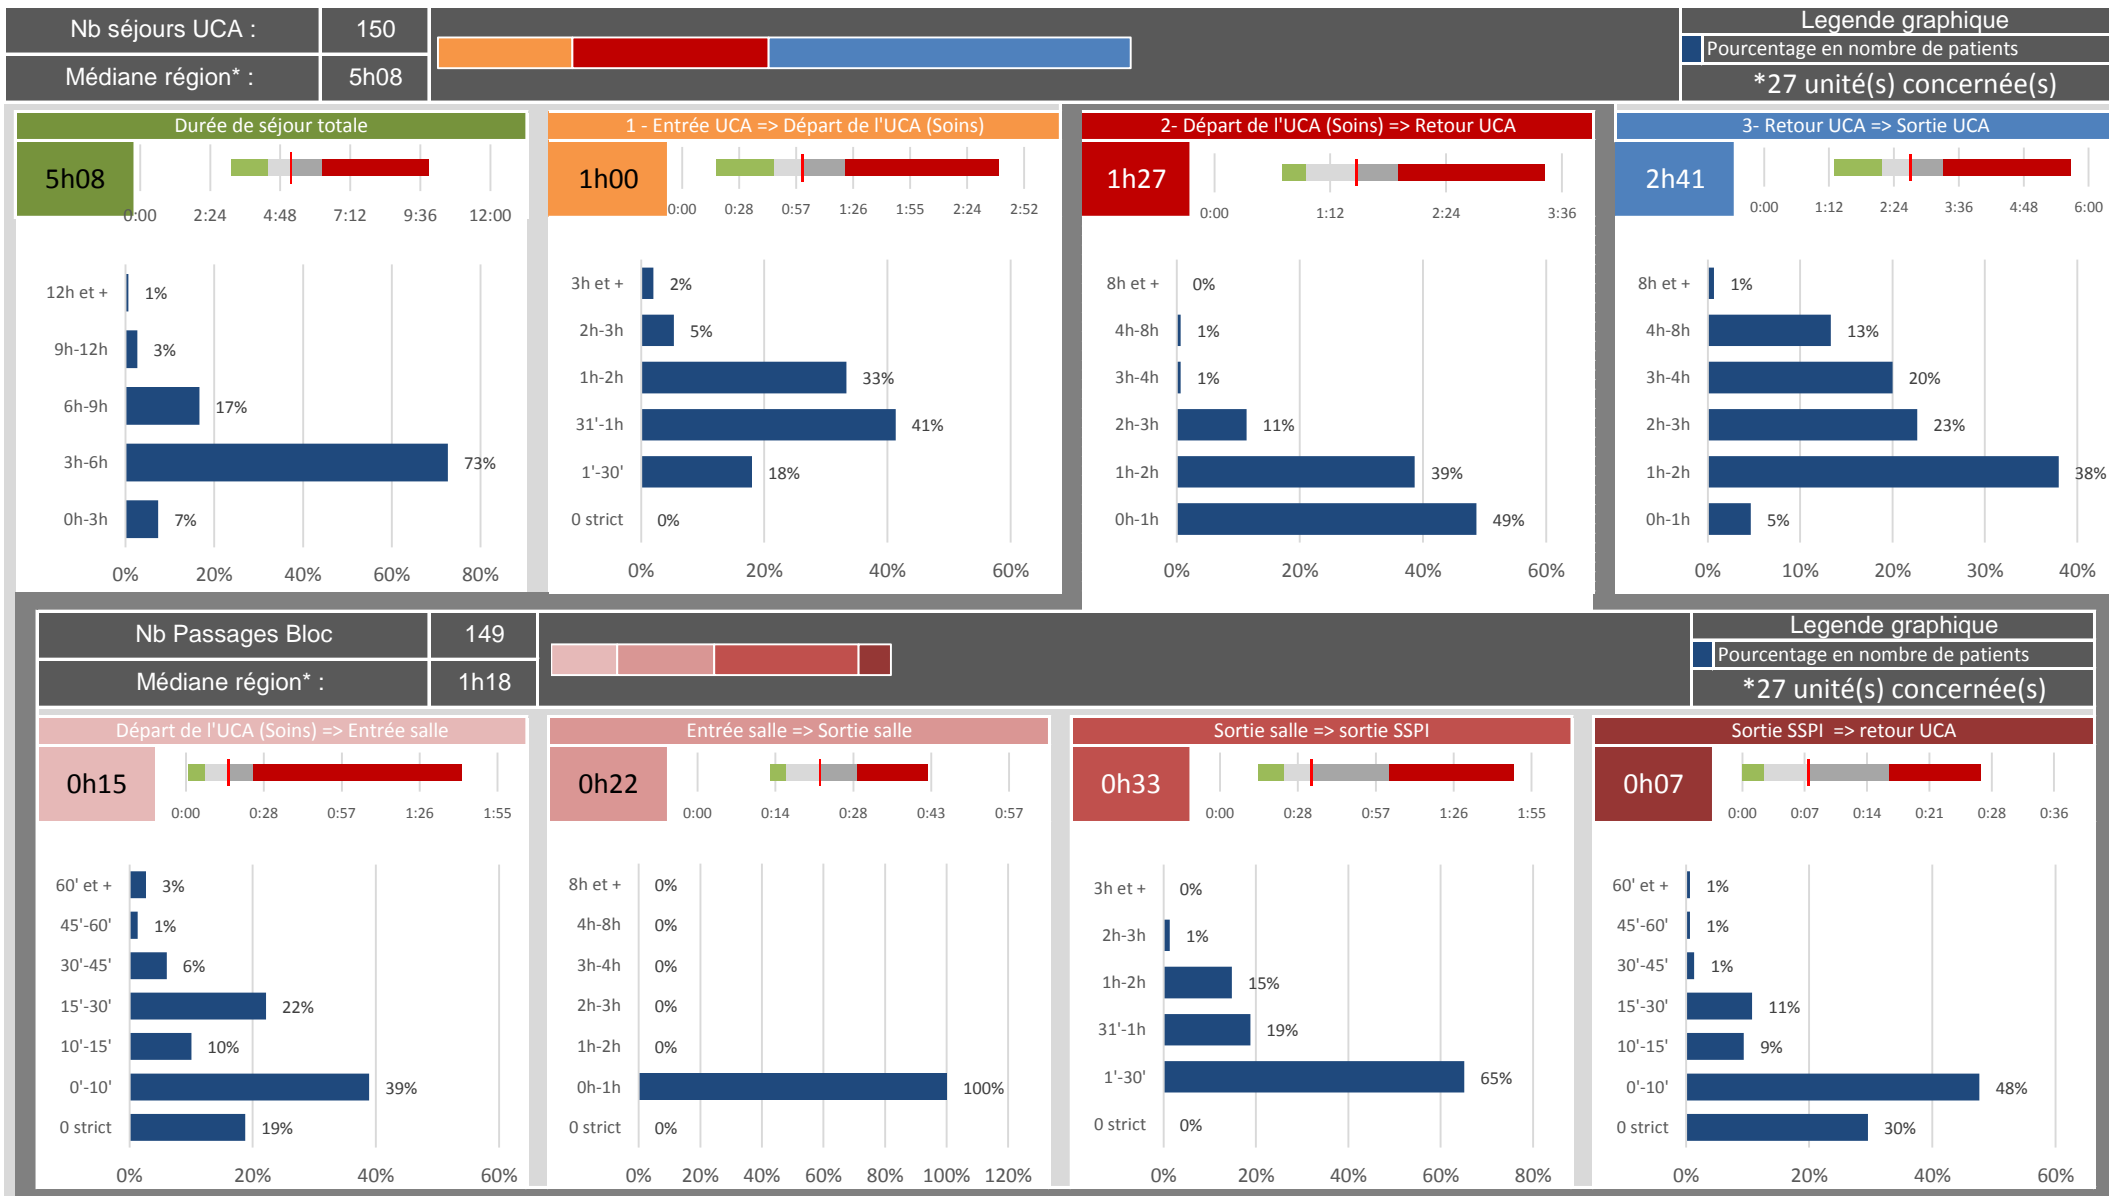 Nb séjours UCA : 150
Médiane région* : 5h08
Legende graphique
Pourcentage en nombre de patients
*27 unité(s) concernée(s)
Durée de séjour totale
5h08
0:00 2:24 4:48 7:12 9:36 12:00
12h et + 1%
9h-12h 3%
6h-9h 17%
3h-6h 73%
0h-3h 7%
0% 20% 40% 60% 80%
1 - Entrée UCA => Départ de l'UCA (Soins)
1h00
0:00 0:28 0:57 1:26 1:55 2:24 2:52
3h et + 2%
2h-3h 5%
1h-2h 33%
31'-1h 41%
1'-30' 18%
0 strict 0%
0% 20% 40% 60%
2- Départ de l'UCA (Soins) => Retour UCA
1h27
0:00 1:12 2:24 3:36
8h et + 0%
4h-8h 1%
3h-4h 1%
2h-3h 11%
1h-2h 39%
0h-1h 49%
0% 20% 40% 60%
3- Retour UCA => Sortie UCA
2h41
0:00 1:12 2:24 3:36 4:48 6:00
8h et + 1%
4h-8h 13%
3h-4h 20%
2h-3h 23%
1h-2h 38%
0h-1h 5%
0% 10% 20% 30% 40%
Nb Passages Bloc 149
Médiane région* : 1h18
Legende graphique
Pourcentage en nombre de patients
*27 unité(s) concernée(s)
Départ de l'UCA (Soins) => Entrée salle
0h15
0:00 0:28 0:57 1:26 1:55
60' et + 3%
45'-60' 1%
30'-45' 6%
15'-30' 22%
10'-15' 10%
0'-10' 39%
0 strict 19%
0% 20% 40% 60%
Entrée salle => Sortie salle
0h22
0:00 0:14 0:28 0:43 0:57
8h et + 0%
4h-8h 0%
3h-4h 0%
2h-3h 0%
1h-2h 0%
0h-1h 100%
0 strict 0%
0% 20% 40% 60% 80% 100% 120%
Sortie salle => sortie SSPI
0h33
0:00 0:28 0:57 1:26 1:55
3h et + 0%
2h-3h 1%
1h-2h 15%
31'-1h 19%
1'-30' 65%
0 strict 0%
0% 20% 40% 60% 80%
Sortie SSPI => retour UCA
0h07
0:00 0:07 0:14 0:21 0:28 0:36
60' et + 1%
45'-60' 1%
30'-45' 1%
15'-30' 11%
10'-15' 9%
0'-10' 48%
0 strict 30%
0% 20% 40% 60%